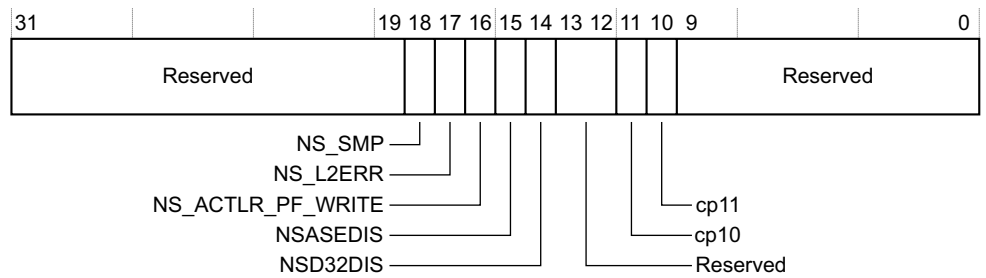 31 19 18 17 16 15 14 13 12 11 10 9 0
Reserved Reserved
NS_SMP
NS_L2ERR
NS_ACTLR_PF_WRITE cp11
NSASEDIS cp10
NSD32DIS Reserved